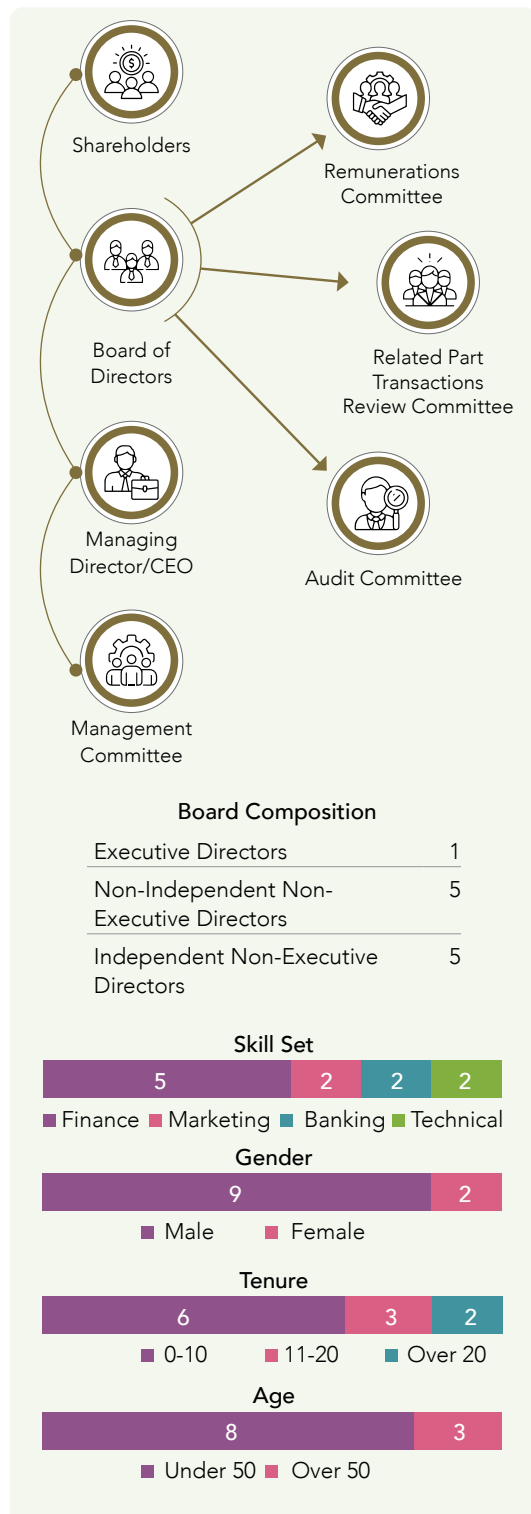 $
Shareholders
Remunerations
Committee
Board of
Directors
Related Part
Transactions
Review Committee
Managing
Director/CEO
Audit Committee
Management
Committee
Board Composition
Executive Directors 1
Non-Independent Non- 5
Executive Directors
Independent Non-Executive 5
Directors
Skill Set
5 2 2 2
Finance Marketing Banking Technical
Gender
9 2
Male Female
Tenure
6 3 2
0-10 11-20 Over 20
Age
8 3
Under 50 Over 50